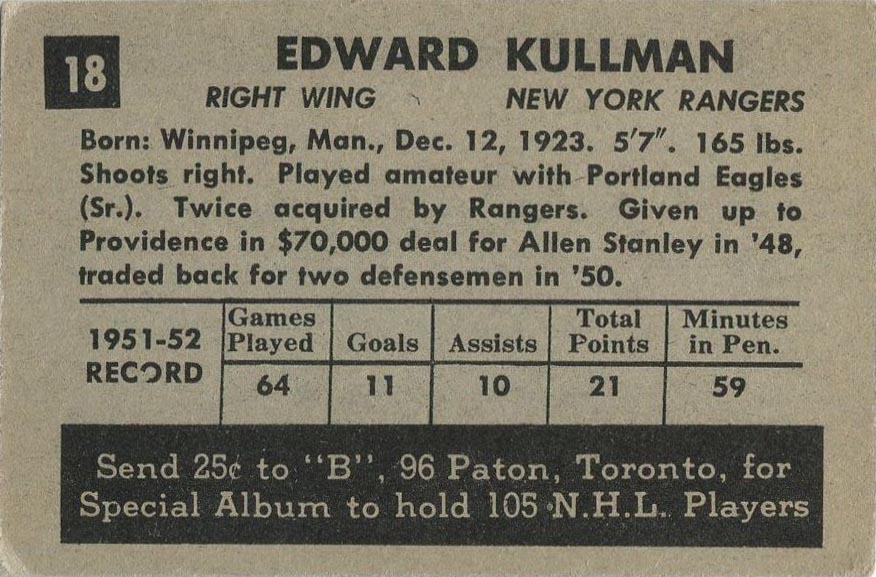 18
EDWARD KULLMAN
RIGHT WING NEW YORK RANGERS
Born: Winnipeg, Man., Dec. 12, 1923. 5'7". 165 lbs.
Shoots right. Played amateur with Portland Eagles
(Sr.). Twice acquired by Rangers. Given up to
Providence in $70,000 deal for Allen Stanley in '48,
traded back for two defensemen in '50.
1951-52 RECORD
Games Played Goals Assists Total Points Minutes in Pen.
64 11 10 21 59
Send 25¢ to "B", 96 Paton, Toronto, for
Special Album to hold 105 N.H.L. Players